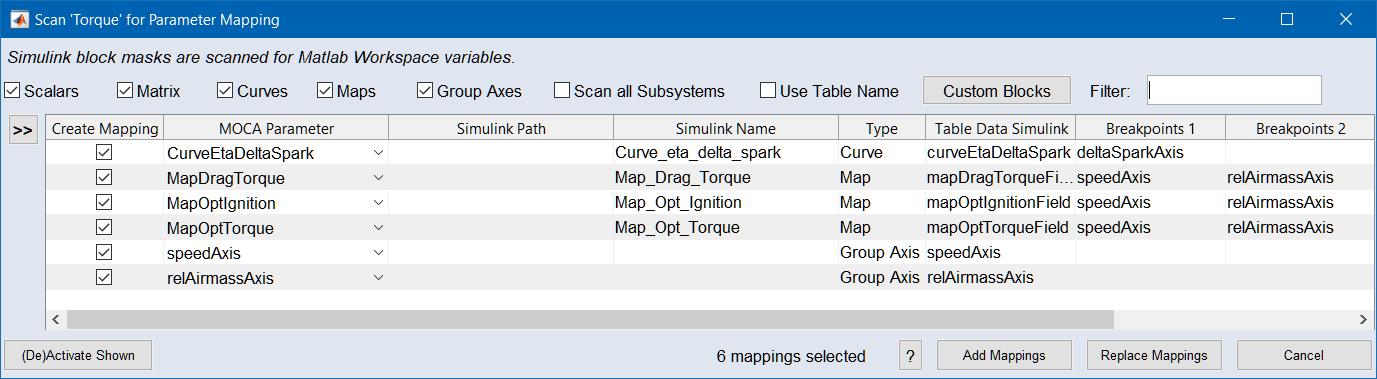 Scan 'Torque' for Parameter Mapping
Simulink block masks are scanned for Matlab Workspace variables.
Scalars Matrix Curves Maps Group Axes Scan all Subsystems Use Table Name Custom Blocks Filter:
>> Create Mapping MOCA Parameter Simulink Path Simulink Name Type Table Data Simulink Breakpoints 1 Breakpoints 2
CurveEtaDeltaSpark Curve_eta_delta_spark Curve curveEtaDeltaSpark deltaSparkAxis
MapDragTorque Map_Drag_Torque Map mapDragTorqueFi... speedAxis relAirmassAxis
MapOptIgnition Map_Opt_Ignition Map mapOptIgnitionField speedAxis relAirmassAxis
MapOptTorque Map_Opt_Torque Map mapOptTorqueField speedAxis relAirmassAxis
speedAxis Group Axis speedAxis
relAirmassAxis Group Axis relAirmassAxis
(De)Activate Shown 6 mappings selected ? Add Mappings Replace Mappings Cancel